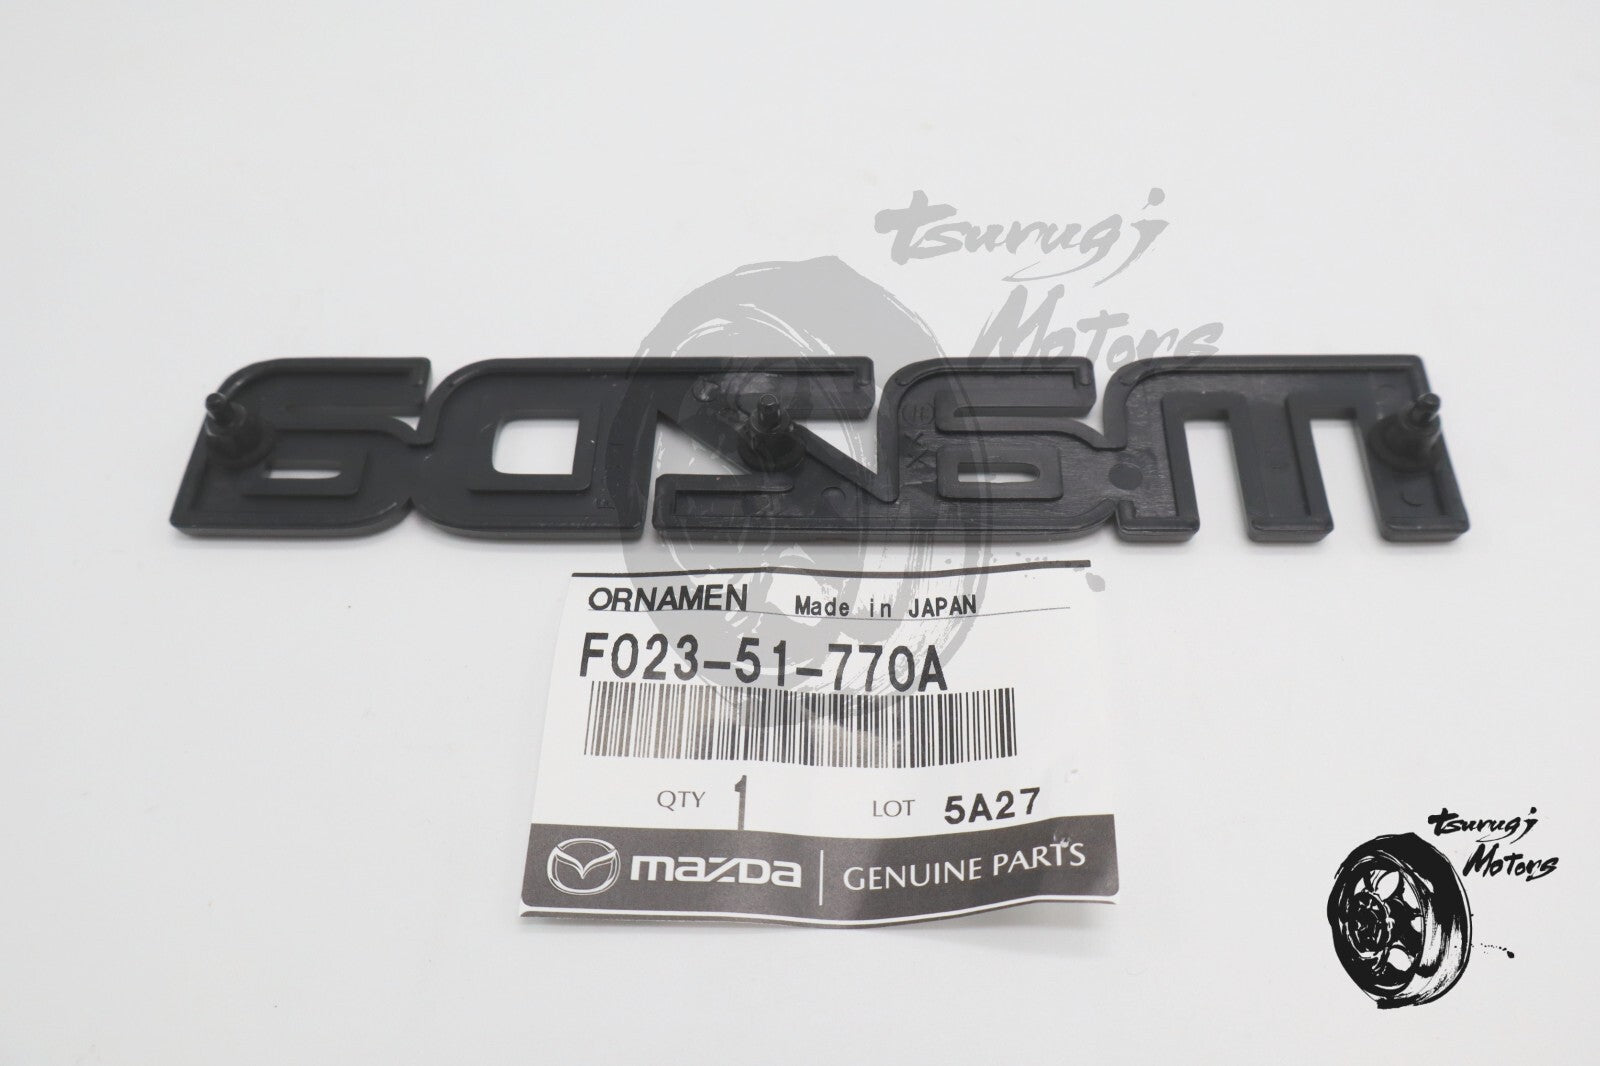 tsurugi
Motors
ORNAMEN Made in JAPAN
F023-51-770A
QTY 1 LOT 5A27
mazda GENUINE PARTS
tsurugi
Motors